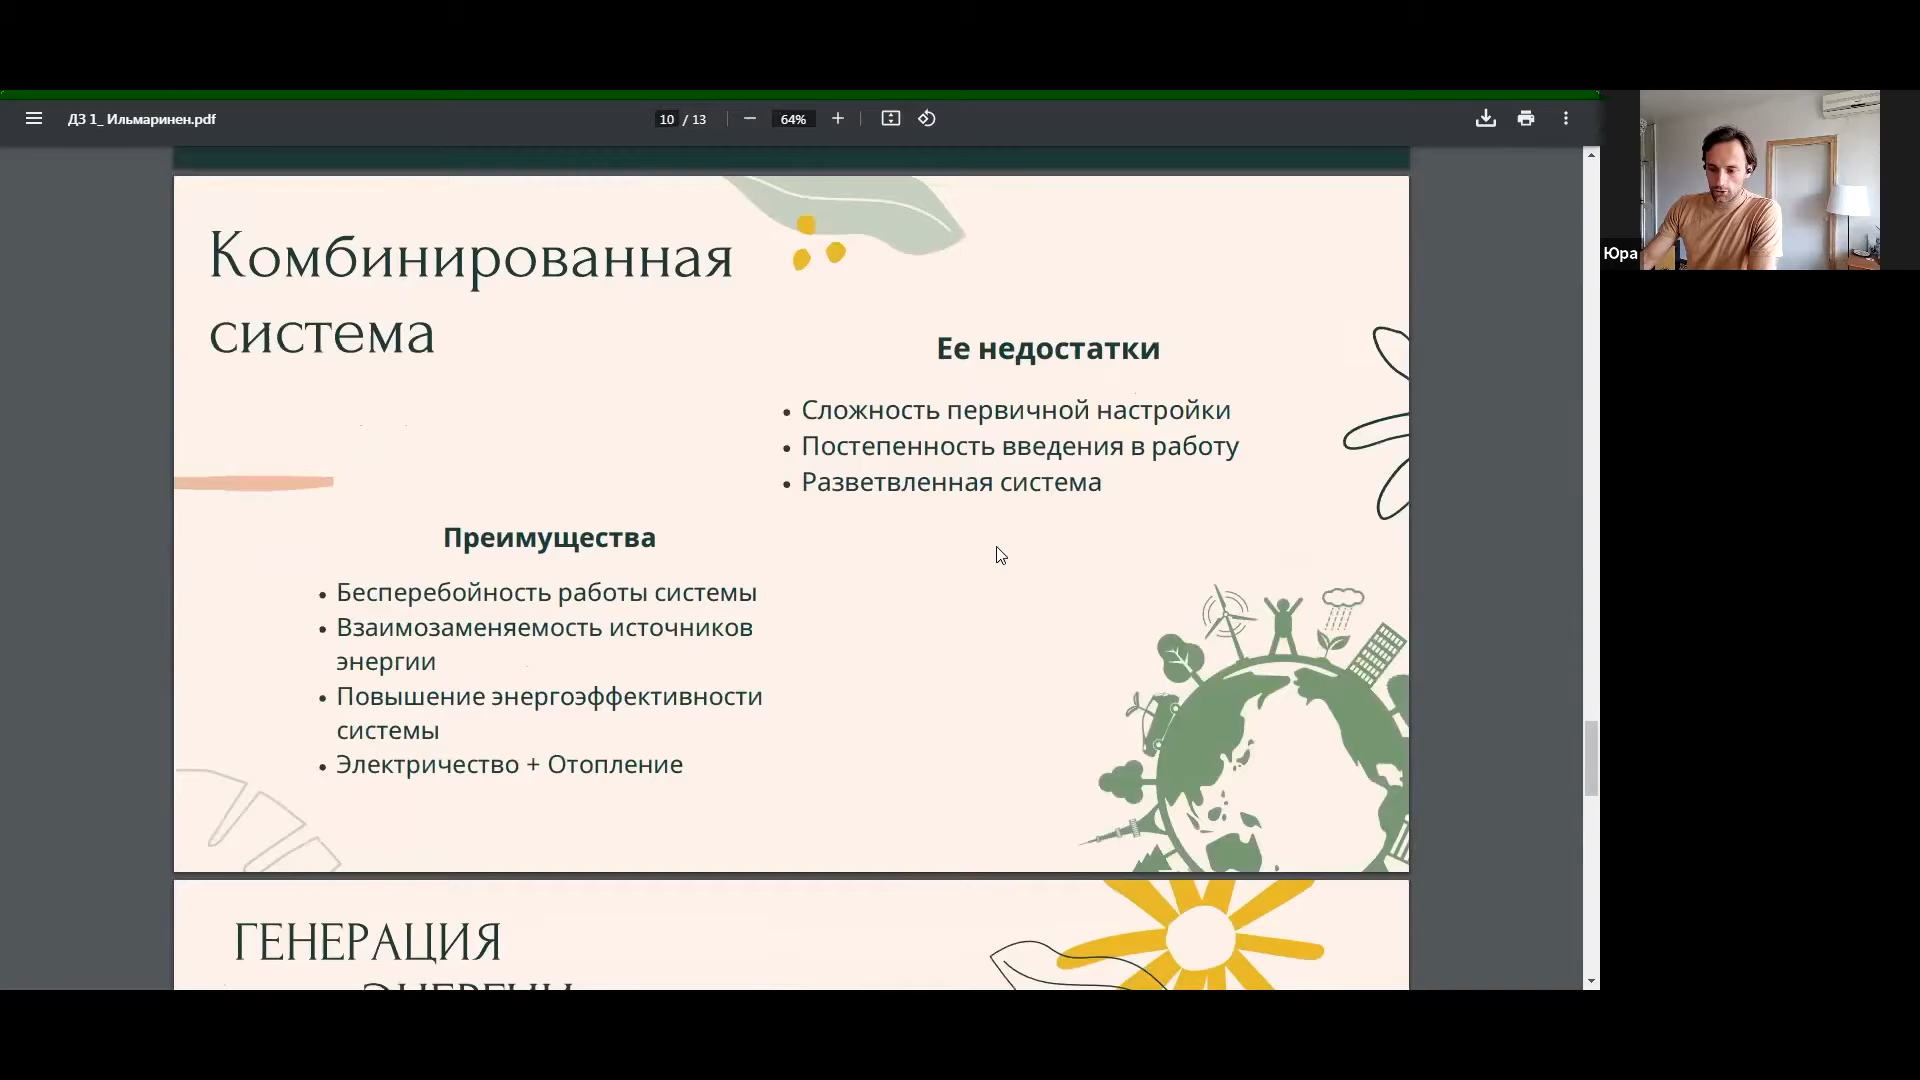 ДЗ 1_ Ильмаринен.pdf
10 / 13
64%
Юра
Комбинированная
система
Ее недостатки
Сложность первичной настройки
Постепенность введения в работу
Разветвленная система
Преимущества
Бесперебойность работы системы
Взаимозаменяемость источников
энергии
Повышение энергоэффективности
системы
Электричество + Отопление
ГЕНЕРАЦИЯ
ЭНЕРГИИ